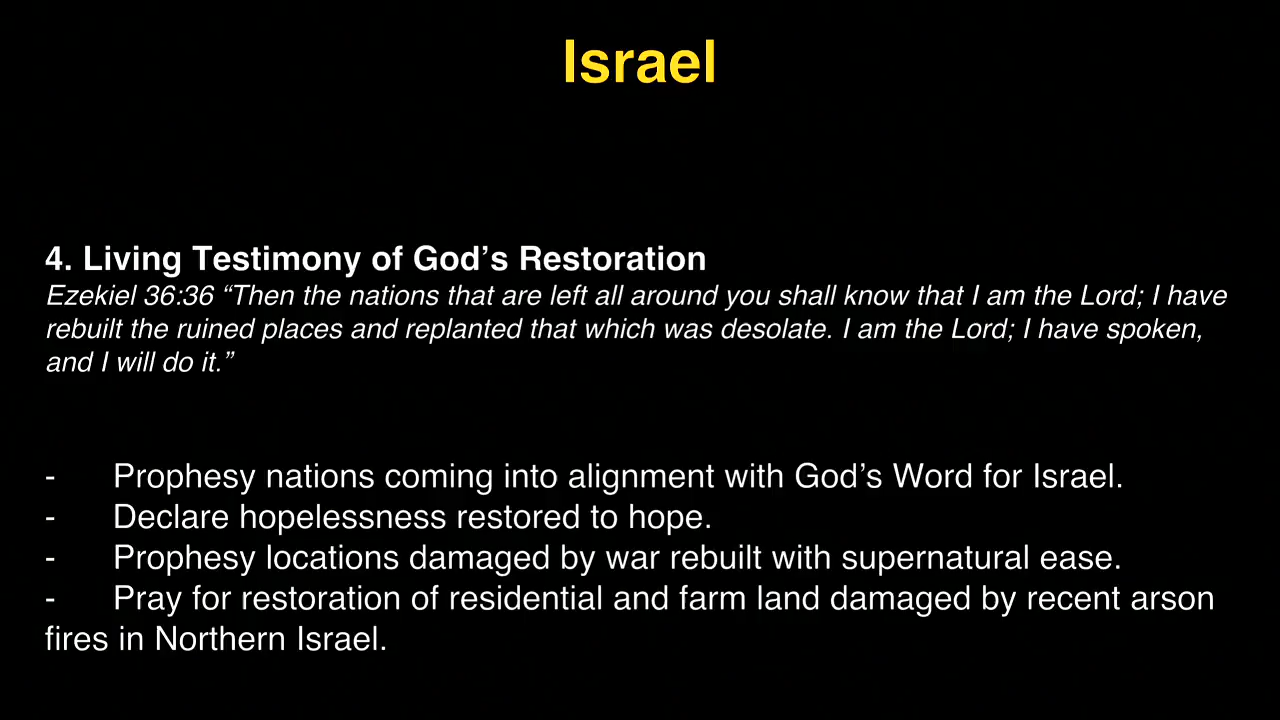 Israel
4. Living Testimony of God’s Restoration
Ezekiel 36:36 “Then the nations that are left all around you shall know that I am the Lord; I have
rebuilt the ruined places and replanted that which was desolate. I am the Lord; I have spoken,
and I will do it.”
- Prophesy nations coming into alignment with God’s Word for Israel.
- Declare hopelessness restored to hope.
- Prophesy locations damaged by war rebuilt with supernatural ease.
- Pray for restoration of residential and farm land damaged by recent arson
fires in Northern Israel.